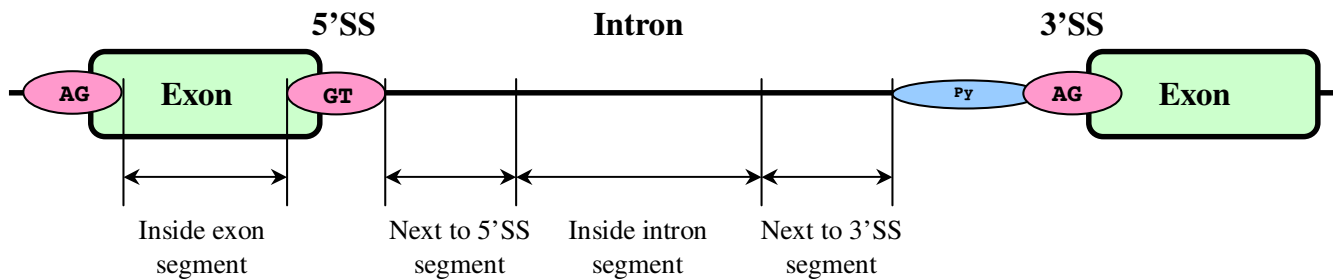 5’SS Intron 3’SS
AG Exon GT Py AG Exon
Inside exon
segment
Next to 5’SS
segment
Inside intron
segment
Next to 3’SS
segment